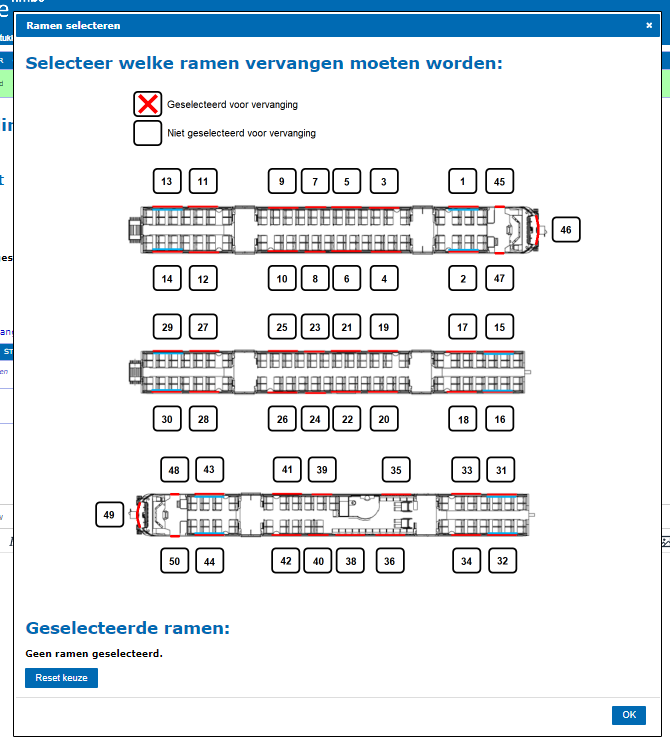 Ramen selecteren
Selecteer welke ramen vervangen moeten worden:
Geselecteerd voor vervanging
Niet geselecteerd voor vervanging
13 11 9 7 5 3 1 45
46
14 12 10 8 6 4 2 47
29 27 25 23 21 19 17 15
30 28 26 24 22 20 18 16
48 43 41 39 35 33 31
49
50 44 42 40 38 36 34 32
Geselecteerde ramen:
Geen ramen geselecteerd.
Reset keuze
OK